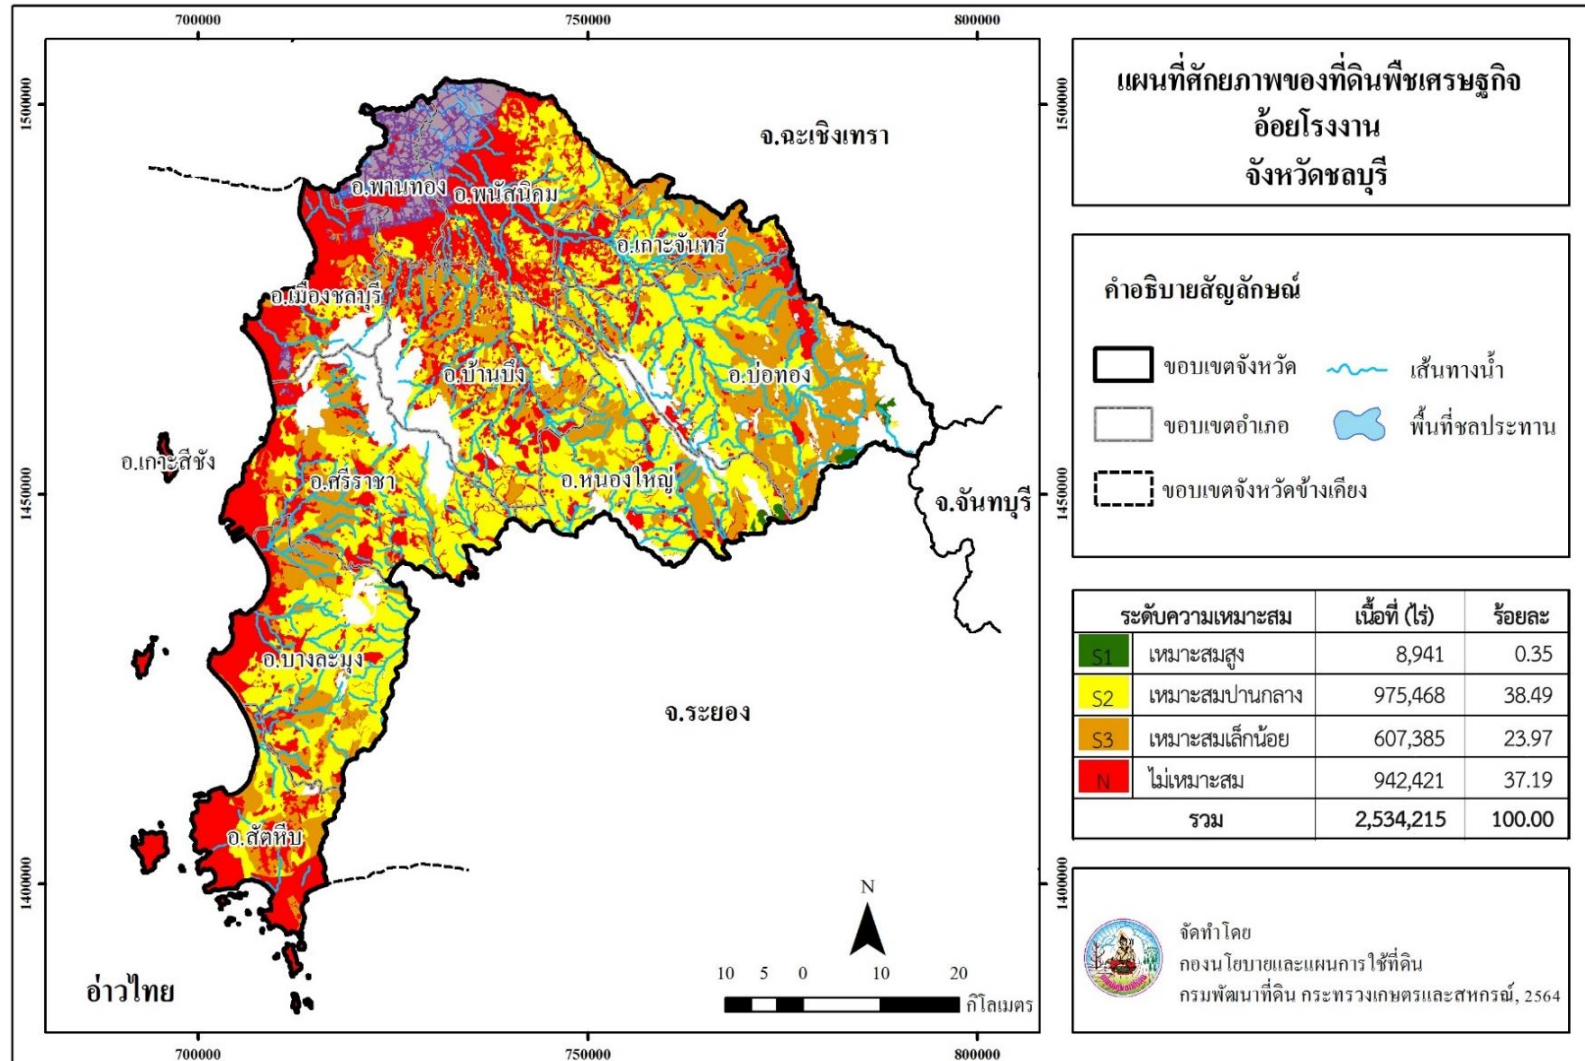 700000
750000
800000
1500000
1450000
1400000
1500000
1450000
1400000
700000
750000
800000
จ.ฉะเชิงเทรา
อ.พานทอง
อ.พนัสนิคม
อ.เกาะจันทร์
อ.เมืองชลบุรี
อ.บ้านบึง
อ.บ่อทอง
อ.เกาะสีชัง
อ.ศรีราชา
อ.หนองใหญ่
จ.จันทบุรี
อ.บางละมุง
จ.ระยอง
อ.สัตหีบ
อ่าวไทย
N
10 5 0 10 20
กิโลเมตร
แผนที่ศักยภาพของที่ดินพืชเศรษฐกิจ
อ้อยโรงงาน
จังหวัดชลบุรี
คำอธิบายสัญลักษณ์
ขอบเขตจังหวัด เส้นทางน้ำ
ขอบเขตอำเภอ พื้นที่ชลประทาน
ขอบเขตจังหวัดข้างเคียง
ระดับความเหมาะสม เนื้อที่ (ไร่) ร้อยละ
S1 เหมาะสมสูง 8,941 0.35
S2 เหมาะสมปานกลาง 975,468 38.49
S3 เหมาะสมเล็กน้อย 607,385 23.97
N ไม่เหมาะสม 942,421 37.19
รวม 2,534,215 100.00
จัดทำโดย
กองนโยบายและแผนการใช้ที่ดิน
กรมพัฒนาที่ดิน กระทรวงเกษตรและสหกรณ์, 2564